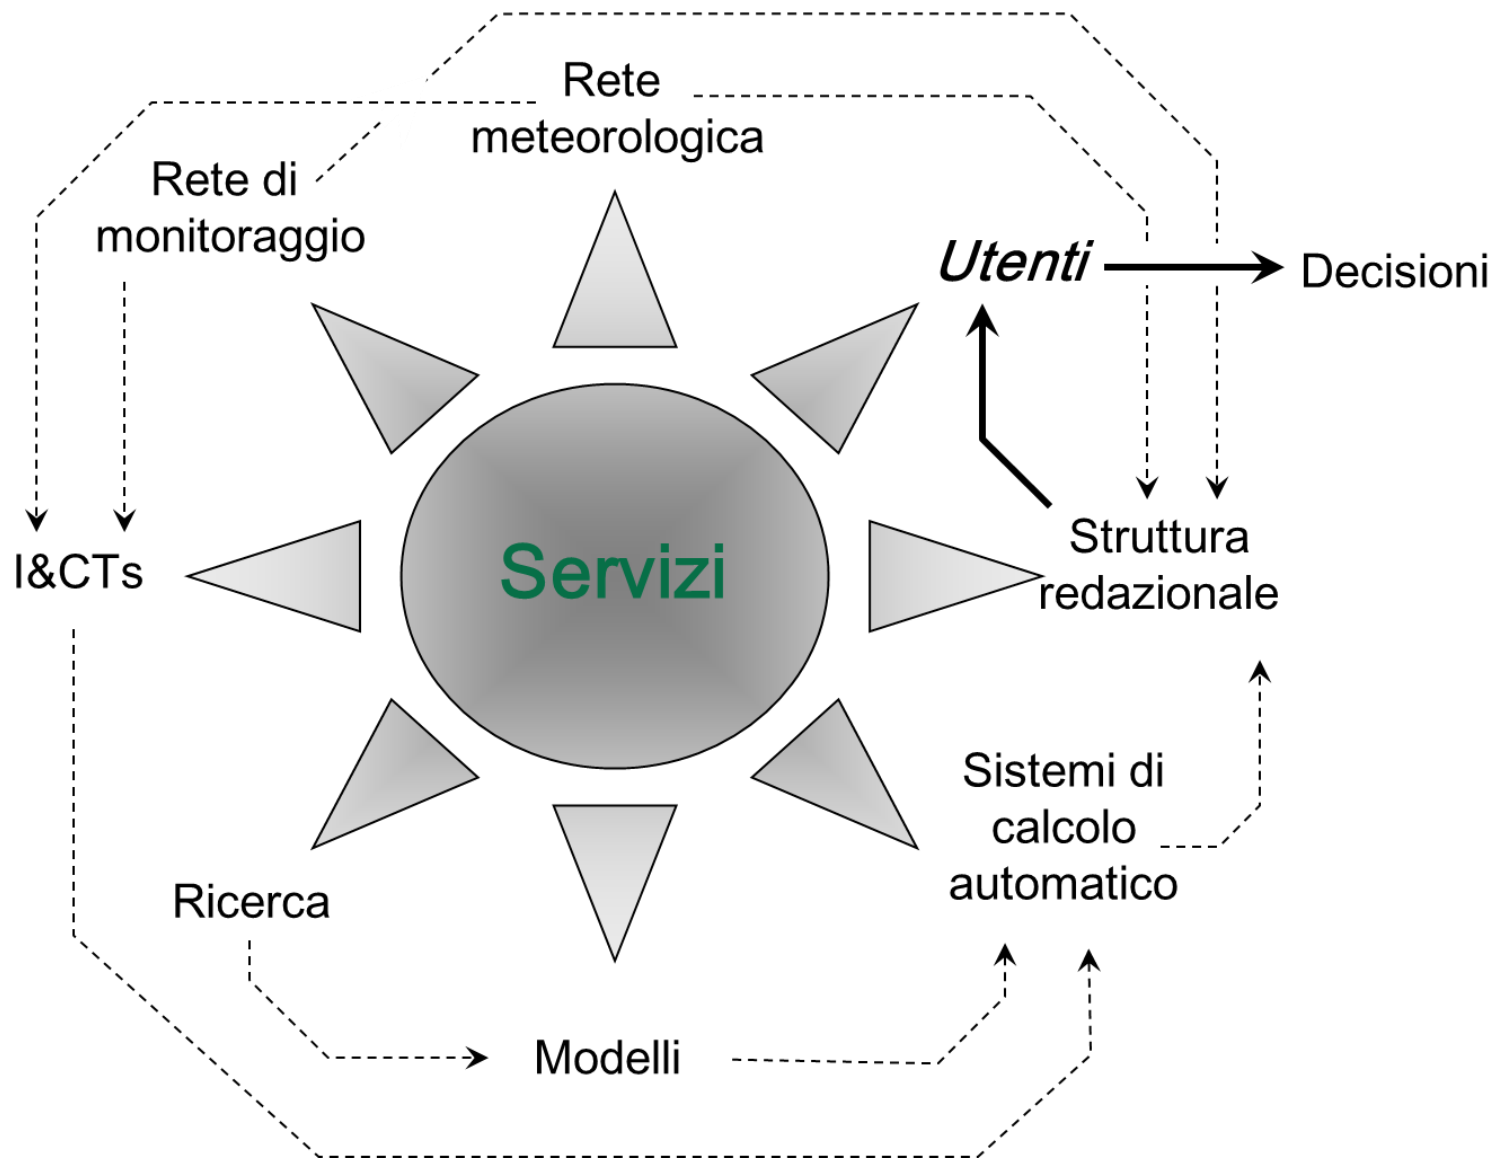 Rete
meteorologica
Rete di
monitoraggio
Utenti
Decisioni
I&CTs
Servizi
Struttura
redazionale
Sistemi di
calcolo
automatico
Ricerca
Modelli